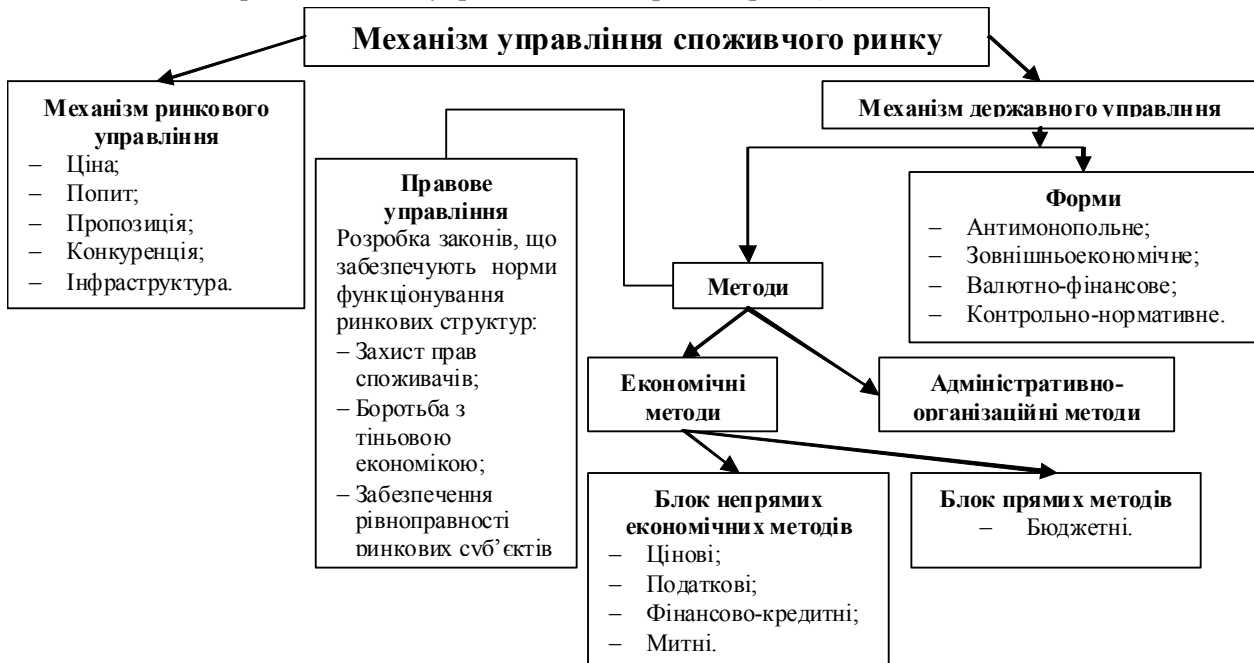 Механізм управління споживчого ринку
Механізм ринкового
управління
– Ціна;
– Попит;
– Пропозиція;
– Конкуренція;
– Інфраструктура.
Механізм державного управлння
Правове
управління
Розробка законів, що
забезпечують норми
функціонування
ринкових структур:
– Захист прав
споживачів;
– Боротьба з
тіньовою
економікою;
– Забезпечення
рівноправності
ринкових суб’єктів
Форми
– Антимонопольне;
– Зовнішньоекономічне;
– Валютно-фінансове;
– Контрольно-нормативне.
Методи
Економічні
методи
Адміністративно-
організаційні методи
Блок непрямих
економічних методів
– Цінові;
– Податкові;
– Фінансово-кредитні;
– Митні.
Блок прямих методів
– Бюджетні.